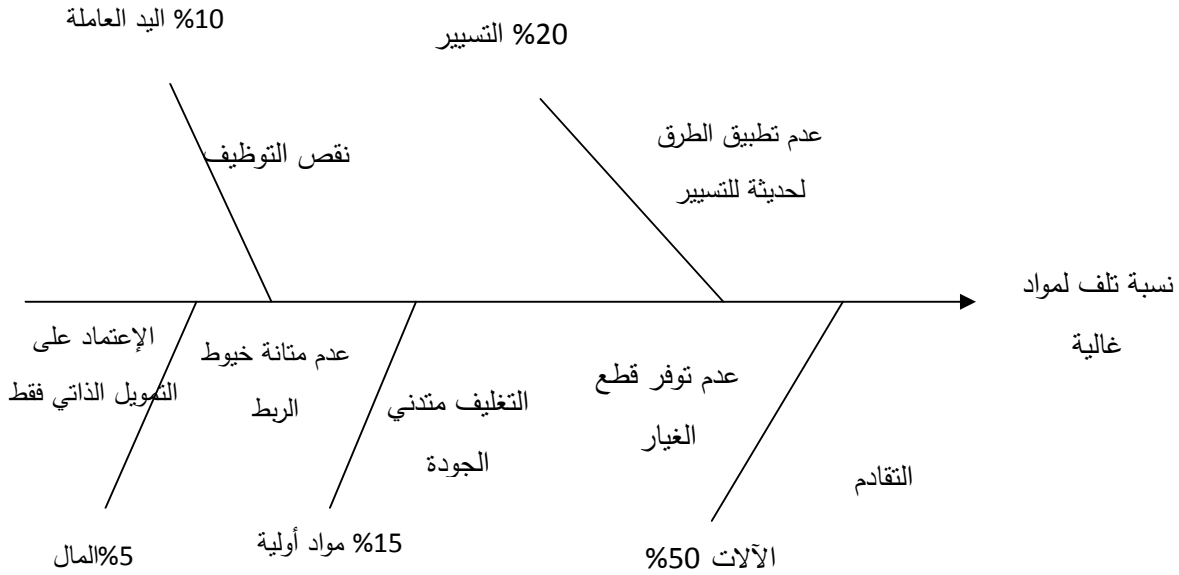 %10 اليد العاملة
%20 التسيير
نقص التوظيف
عدم تطبيق الطرق
لحديثة للتسيير
نسبة تلف لمواد
غالية
الإعتماد على
التمويل الذاتي فقط
عدم متانة خيوط
الربط
التغليف متدني
الجودة
عدم توفر قطع
الغيار
التقادم
%5المال
%15 مواد أولية
الآلات 50%